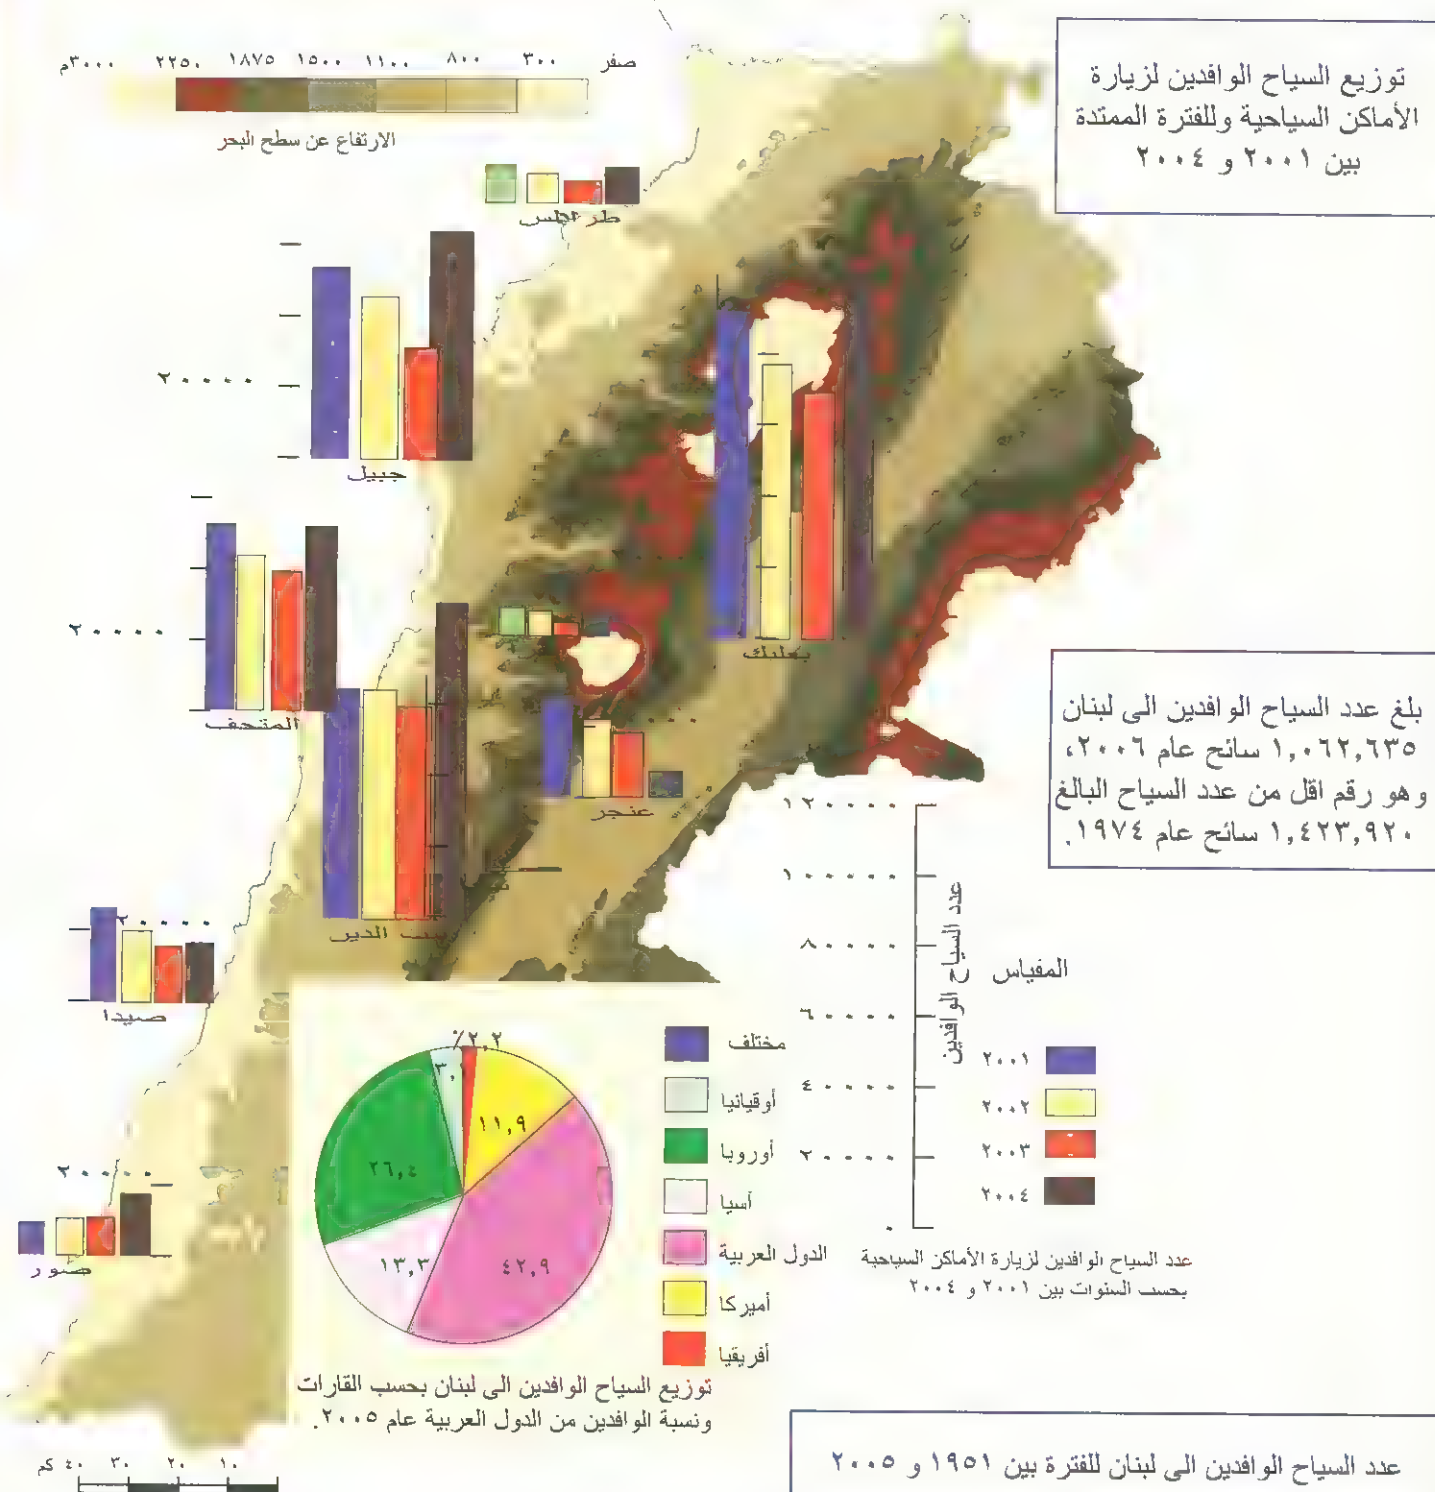 توزيع السياح الوافدين لزيارة
الأماكن السياحية وللفترة الممتدة
بين ٢٠٠١ و ٢٠٠٤
صفر ٣٠٠ ٨٠٠ ١١٠٠ ١٥٠٠ ١٨٧٥ ٢٢٥٠ ٣٠٠٠م
الارتفاع عن سطح البحر
طرابلس
٢٠٠٠٠
جبيل
٢٠٠٠٠
المتحف
بعلبك
بلغ عدد السياح الوافدين الى لبنان
١,٠٦٢,٦٣٥ سائح عام ٢٠٠٦،
وهو رقم اقل من عدد السياح البالغ
١,٤٢٣,٩٢٠ سائح عام ١٩٧٤.
عنجر
بيت الدين
٢٠٠٠٠
صيدا
٢٠٠٠٠
صور
١٢٠٠٠٠
١٠٠٠٠٠
٨٠٠٠٠
٦٠٠٠٠
٤٠٠٠٠
٢٠٠٠٠
٠
عدد السياح الوافدين
المقياس
٢٠٠١
٢٠٠٢
٢٠٠٣
٢٠٠٤
عدد السياح الوافدين لزيارة الأماكن السياحية
بحسب السنوات بين ٢٠٠١ و ٢٠٠٤
مختلف
أوقيانيا
أوروبا
آسيا
الدول العربية
أميركا
أفريقيا
٪٢,٢
١١,٩
٤٢,٩
١٣,٣
٢٦,٤
توزيع السياح الوافدين الى لبنان بحسب القارات
ونسبة الوافدين من الدول العربية عام ٢٠٠٥.
١٠ ٢٠ ٣٠ ٤٠ كم
عدد السياح الوافدين الى لبنان للفترة بين ١٩٥١ و ٢٠٠٥